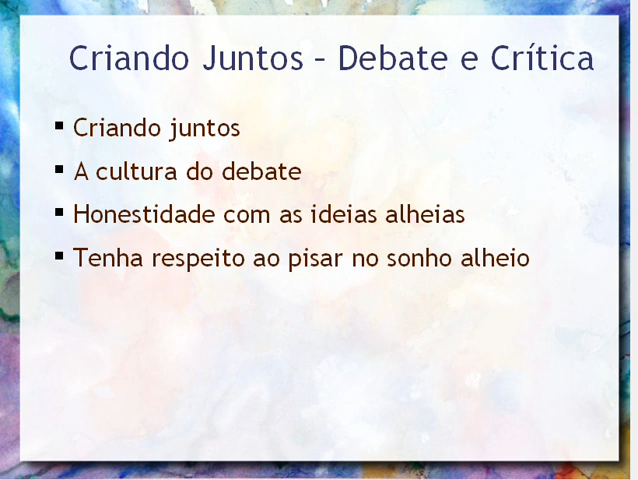 Criando Juntos – Debate e Crítica
Criando juntos
A cultura do debate
Honestidade com as ideias alheias
Tenha respeito ao pisar no sonho alheio